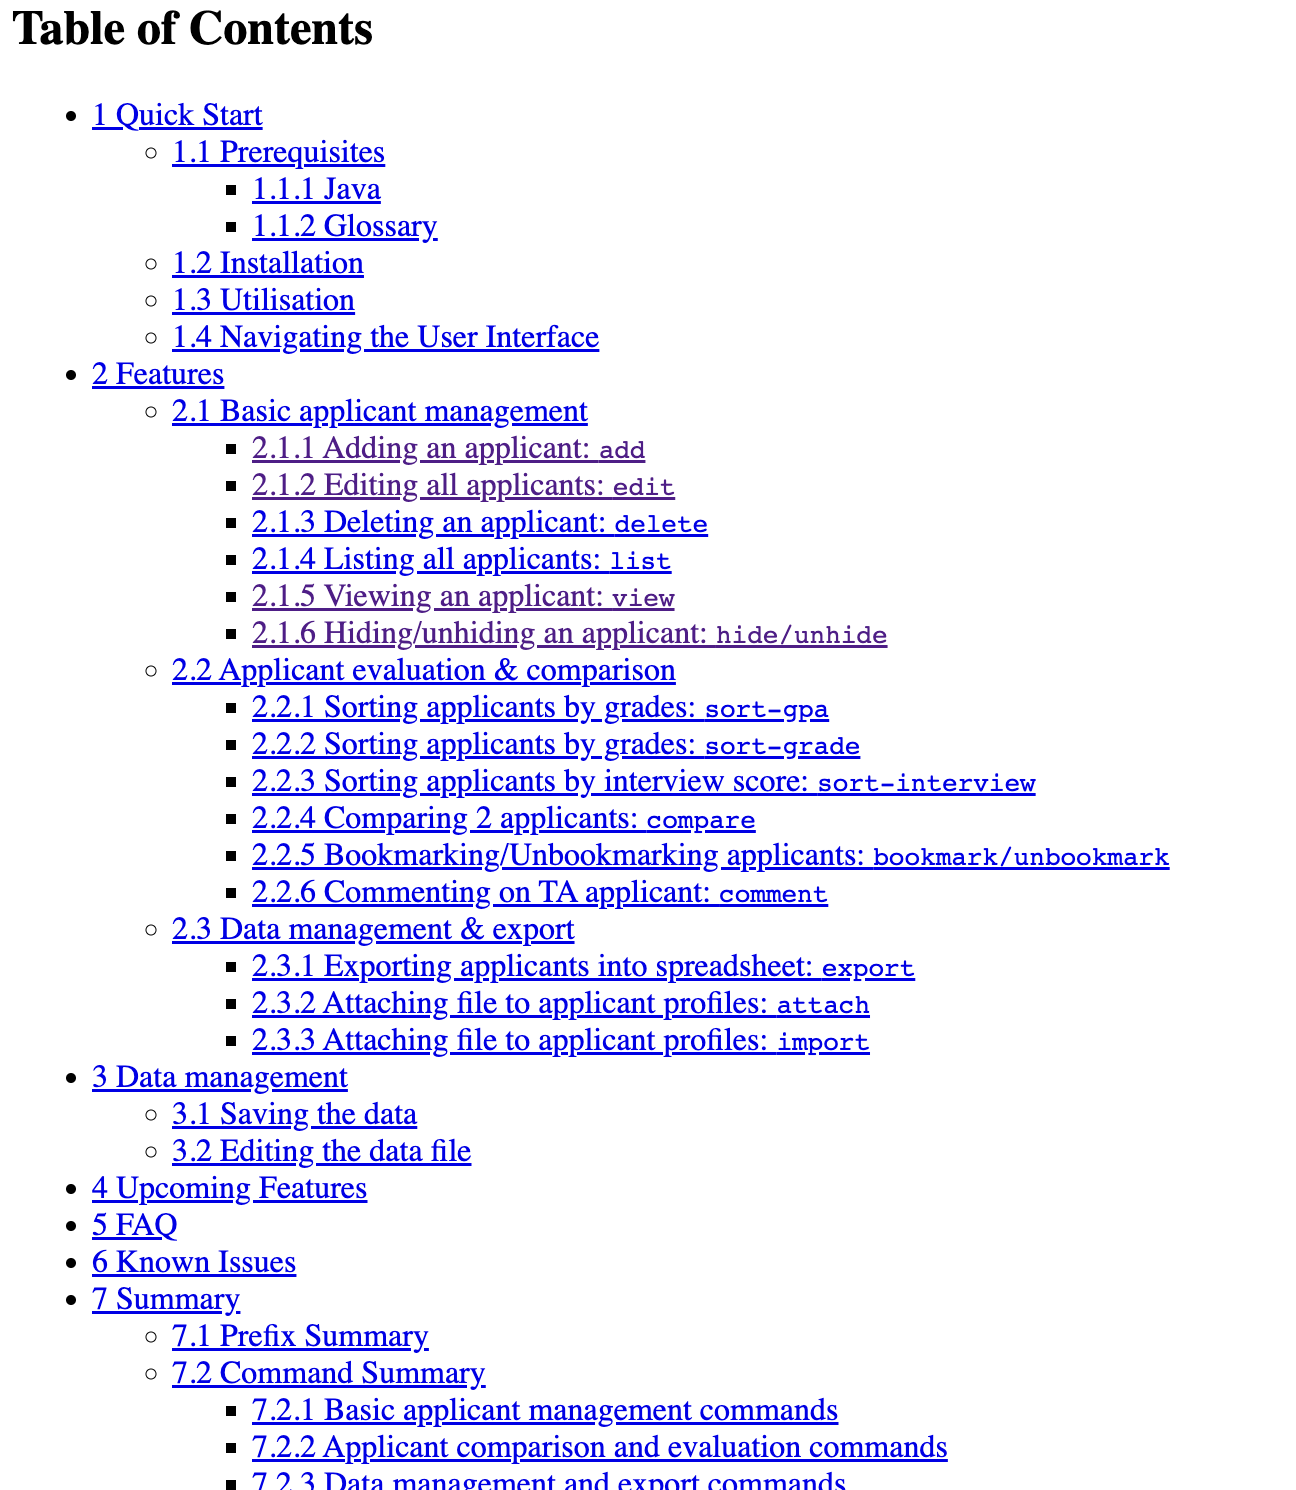 Table of Contents
1 Quick Start
1.1 Prerequisites
1.1.1 Java
1.1.2 Glossary
1.2 Installation
1.3 Utilisation
1.4 Navigating the User Interface
2 Features
2.1 Basic applicant management
2.1.1 Adding an applicant: add
2.1.2 Editing all applicants: edit
2.1.3 Deleting an applicant: delete
2.1.4 Listing all applicants: list
2.1.5 Viewing an applicant: view
2.1.6 Hiding/unhiding an applicant: hide/unhide
2.2 Applicant evaluation & comparison
2.2.1 Sorting applicants by grades: sort-gpa
2.2.2 Sorting applicants by grades: sort-grade
2.2.3 Sorting applicants by interview score: sort-interview
2.2.4 Comparing 2 applicants: compare
2.2.5 Bookmarking/Unbookmarking applicants: bookmark/unbookmark
2.2.6 Commenting on TA applicant: comment
2.3 Data management & export
2.3.1 Exporting applicants into spreadsheet: export
2.3.2 Attaching file to applicant profiles: attach
2.3.3 Attaching file to applicant profiles: import
3 Data management
3.1 Saving the data
3.2 Editing the data file
4 Upcoming Features
5 FAQ
6 Known Issues
7 Summary
7.1 Prefix Summary
7.2 Command Summary
7.2.1 Basic applicant management commands
7.2.2 Applicant comparison and evaluation commands
7.2.3 Data management and export commands